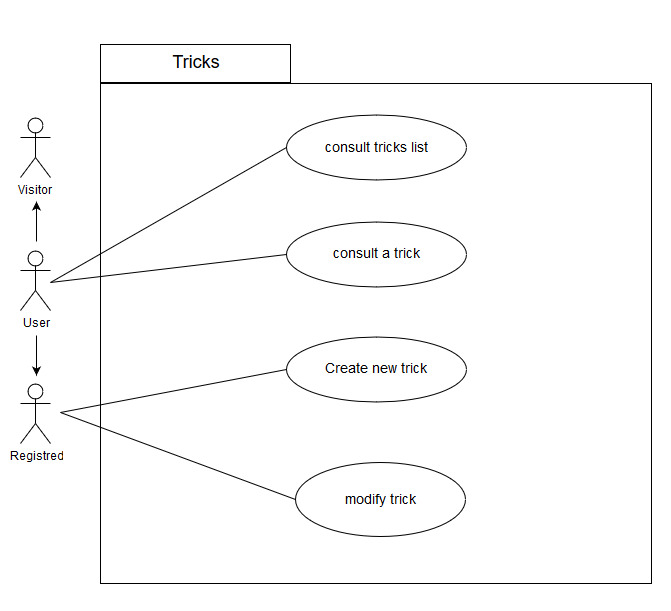 Tricks
consult tricks list
Visitor
consult a trick
User
Create new trick
Registred
modify trick